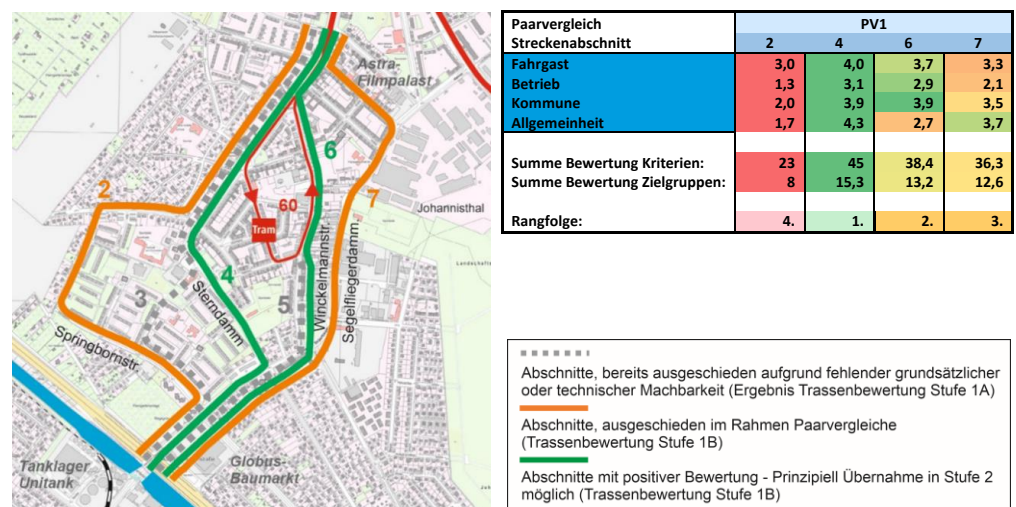 Astra-
Filmpalast
6
2
7
60
Tram
Johannisthal
4
3
5
Sterndamm
Winckelmannstr.
Segelfliegerdamm.
Springbornstr.
Globus-
Baumarkt
Tanklager
Unitank
Paarvergleich PV1
Streckenabschnitt 2 4 6 7
Fahrgast 3,0 4,0 3,7 3,3
Betrieb 1,3 3,1 2,9 2,1
Kommune 2,0 3,9 3,9 3,5
Allgemeinheit 1,7 4,3 2,7 3,7
Summe Bewertung Kriterien: 23 45 38,4 36,3
Summe Bewertung Zielgruppen: 8 15,3 13,2 12,6
Rangfolge: 4. 1. 2. 3.
Abschnitte, bereits ausgeschieden aufgrund fehlender grundsätzlicher
oder technischer Machbarkeit (Ergebnis Trassenbewertung Stufe 1A)
Abschnitte, ausgeschieden im Rahmen Paarvergleiche
(Trassenbewertung Stufe 1B)
Abschnitte mit positiver Bewertung - Prinzipiell Übernahme in Stufe 2
möglich (Trassenbewertung Stufe 1B)